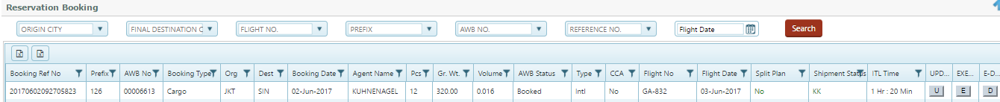 Reservation Booking
ORIGIN CITY FINAL DESTINATION C FLIGHT NO. PREFIX AWB NO. REFERENCE NO. Flight Date Search
Booking Ref No Prefix AWB No Booking Type Org Dest Booking Date Agent Name Pcs Gr. Wt. Volume AWB Status Type CCA Flight No Flight Date Split Plan Shipment Status ITL Time UPD... EXE... E-D...
20170602092705823 126 00006613 Cargo JKT SIN 02-Jun-2017 KUHNENAGEL 12 320.00 0.016 Booked Intl No GA-832 03-Jun-2017 No KK 1 Hr : 20 Min U E D